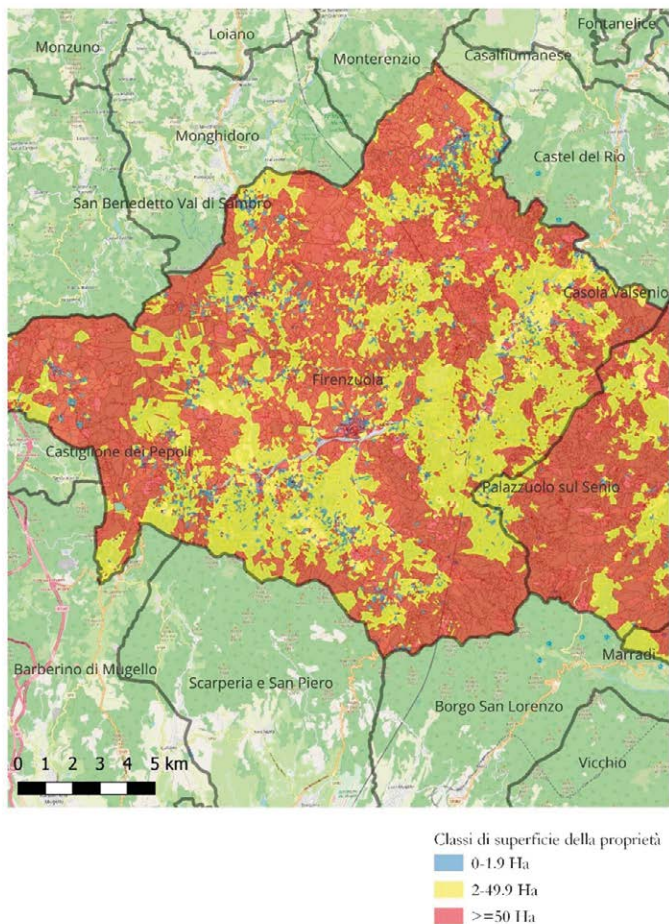 Fontanelice
Loiano
Monzuno
Monterenzio
Casalfiumanese
Monghidoro
Castel del Rio
San Benedetto Val di Sambro
Casola Valsenio
Firenzuola
Castiglione dei Pepoli
Palazzuolo sul Senio
Marradi
Barberino di Mugello
Scarperia e San Piero
Borgo San Lorenzo
Vicchio
0 1 2 3 4 5 km
Classi di superficie della proprietà
0-1.9 Ha
2-49.9 Ha
>=50 Ha